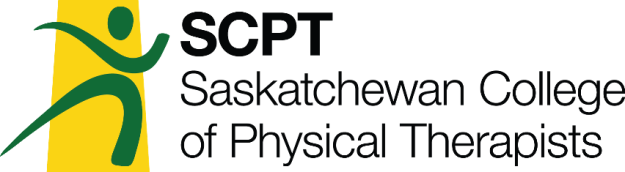 SCPT
Saskatchewan College
of Physical Therapists